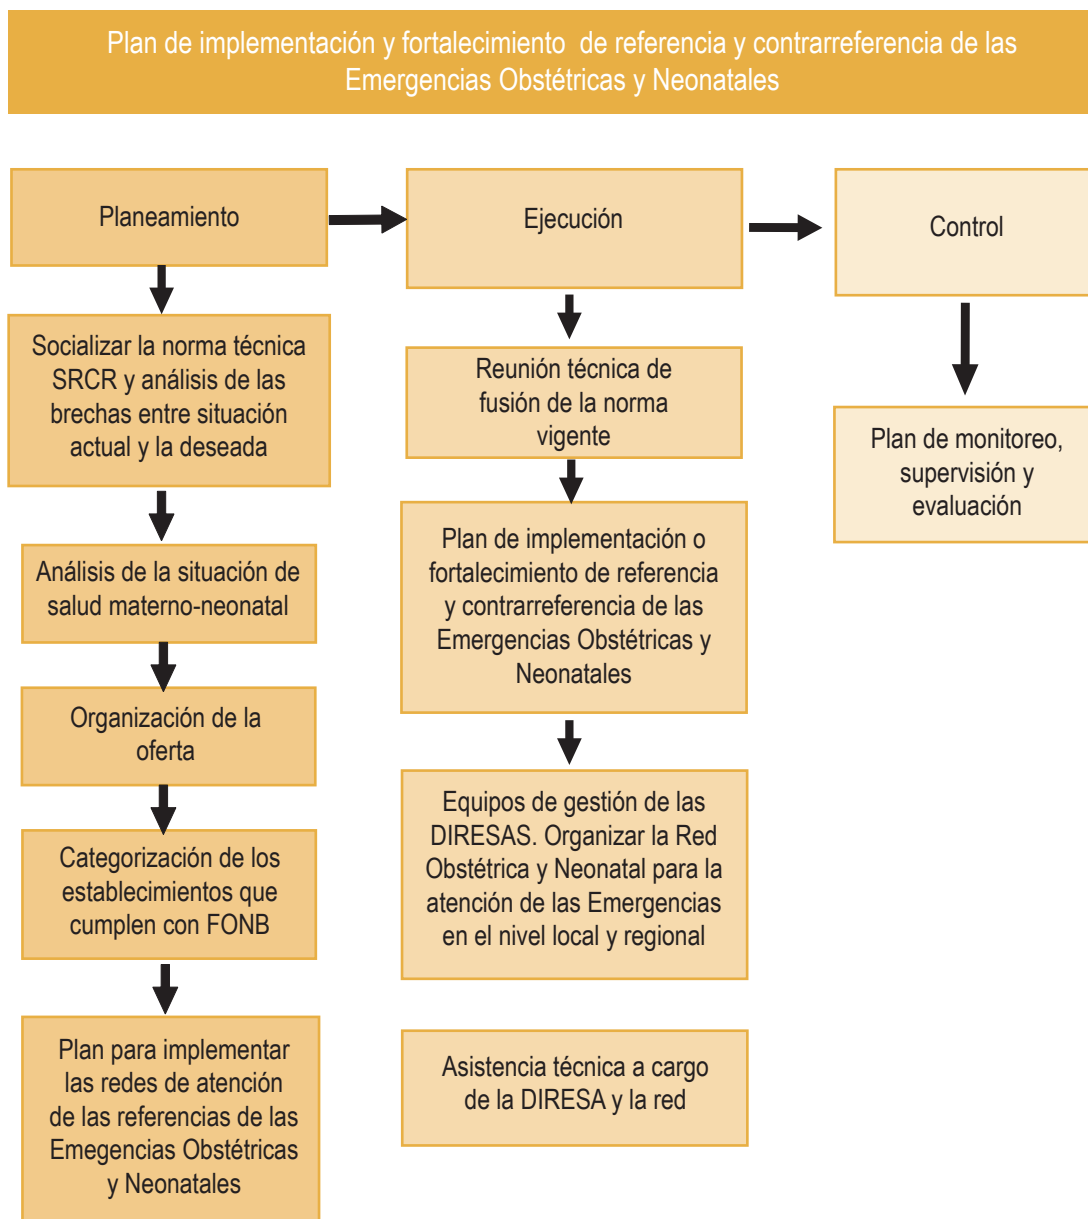 Plan de implementación y fortalecimiento de referencia y contrarreferencia de las
Emergencias Obstétricas y Neonatales
Planeamiento
Socializar la norma técnica
SRCR y análisis de las
brechas entre situación
actual y la deseada
Análisis de la situación de
salud materno-neonatal
Organización de la
oferta
Categorización de los
establecimientos que
cumplen con FONB
Plan para implementar
las redes de atención
de las referencias de las
Emegencias Obstétricas
y Neonatales
Ejecución
Reunión técnica de
fusión de la norma
vigente
Plan de implementación o
fortalecimiento de referencia
y contrarreferencia de las
Emergencias Obstétricas y
Neonatales
Equipos de gestión de las
DIRESAS. Organizar la Red
Obstétrica y Neonatal para la
atención de las Emergencias
en el nivel local y regional
Asistencia técnica a cargo
de la DIRESA y la red
Control
Plan de monitoreo,
supervisión y
evaluación